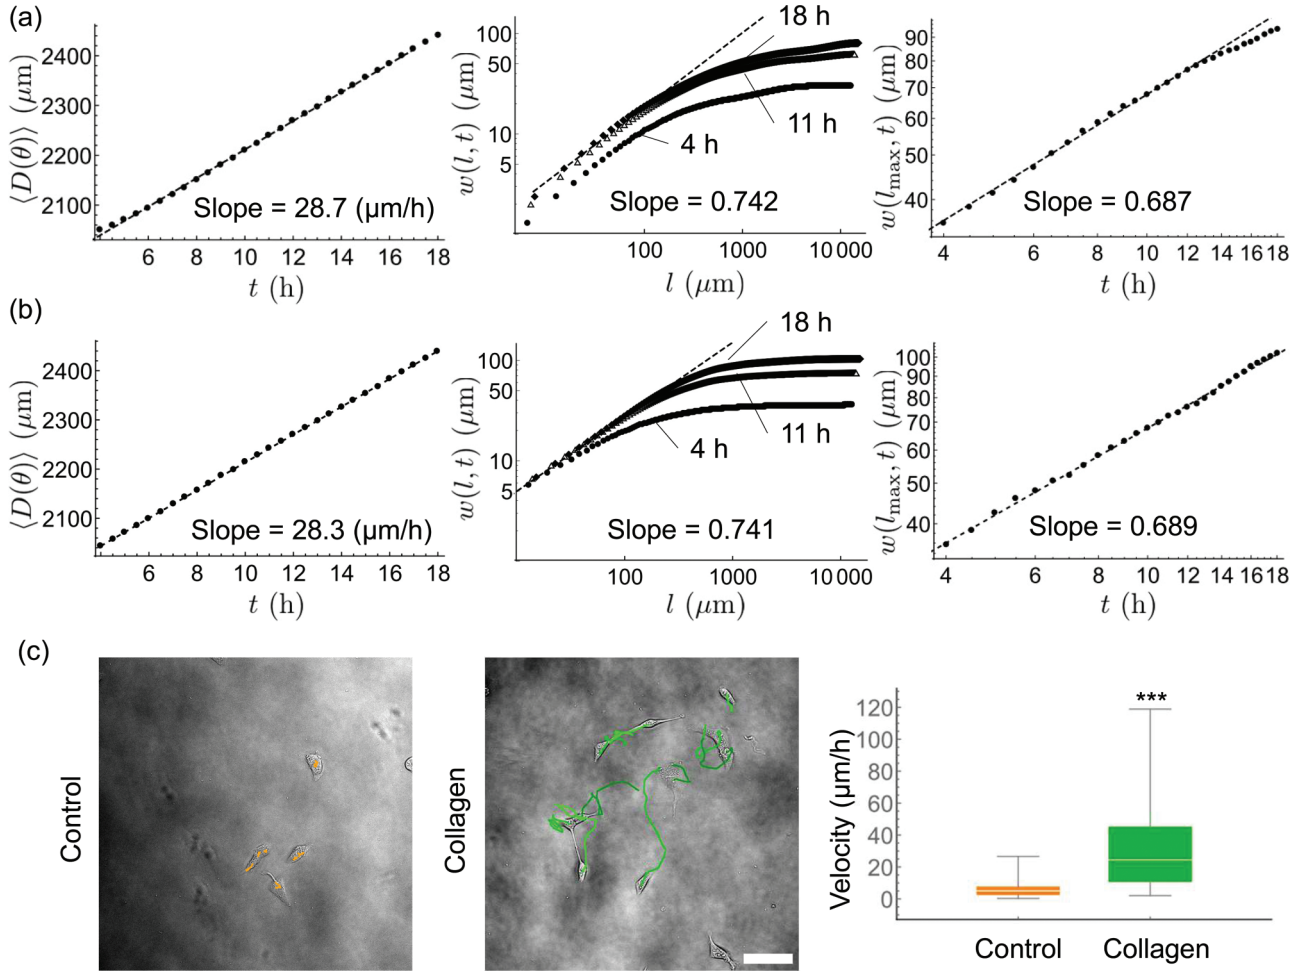 (a)
⟨D(θ)⟩ (μm)
2400
2300
2200
2100
Slope = 28.7 (μm/h)
6 8 10 12 14 16 18
t (h)
w(l, t) (μm)
100
50
10
5
18 h
11 h
4 h
Slope = 0.742
100 1000 10 000
l (μm)
w(lmax, t) (μm)
90
80
70
60
50
40
Slope = 0.687
4 6 8 10 12 14 16 18
t (h)
(b)
⟨D(θ)⟩ (μm)
2400
2300
2200
2100
Slope = 28.3 (μm/h)
6 8 10 12 14 16 18
t (h)
w(l, t) (μm)
100
50
10
5
18 h
11 h
4 h
Slope = 0.741
100 1000 10 000
l (μm)
w(lmax, t) (μm)
100
90
80
70
60
50
40
Slope = 0.689
4 6 8 10 12 14 16 18
t (h)
(c)
Control
Collagen
Velocity (μm/h)
120
100
80
60
40
20
0
***
Control Collagen